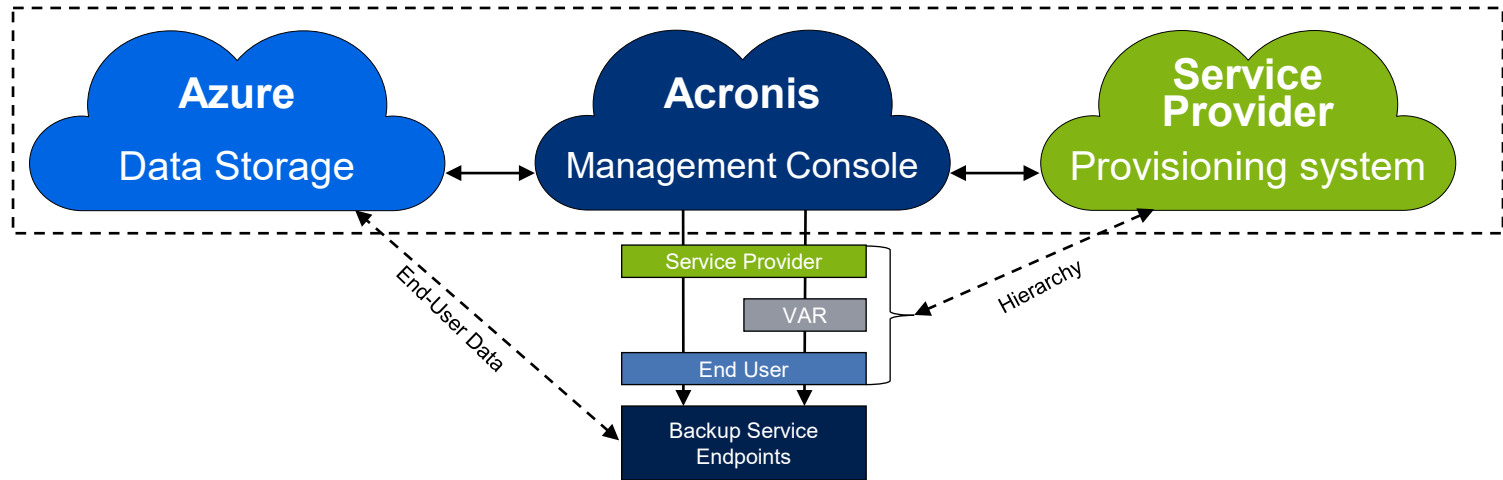 Azure
Data Storage
Acronis
Management Console
Service
Provider
Provisioning system
Service Provider
VAR
End User
Backup Service
Endpoints
End-User Data
Hierarchy